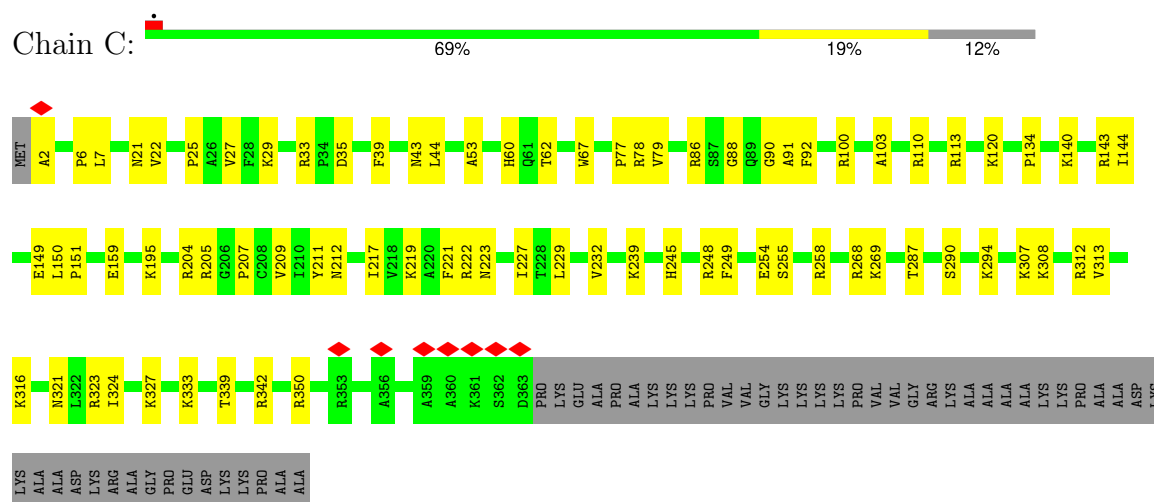 Chain C:
69% 19% 12%
MET A2 P6 L7 N21 V22 P25 A26 V27 F28 K29 R33 P34 D35 F39 N43 L44 A53 H60 Q61 T62 W67 P77 R78 V79 R86 S87 G88 Q89 G90 A91 F92 R100 A103 R110 R113 K120 P134 K140 R143 I144
E149 L150 P151 E159 K195 R204 R205 G206 P207 C208 V209 I210 Y211 N212 I217 V218 K219 A220 F221 R222 N223 I227 T228 L229 V232 K239 H245 R248 F249 E254 S255 R258 R268 K269 T287 S290 K294 K307 K308 R312 V313
K316 N321 L322 R323 I324 K327 K333 T339 R342 R350 R353 A356 A359 A360 K361 S362 D363 PRO LYS GLU ALA PRO ALA LYS LYS LYS PRO VAL VAL GLY LYS LYS LYS LYS PRO VAL VAL GLY ARG LYS ALA ALA ALA ALA LYS LYS PRO ALA ALA ASP
LYS ALA ALA ASP LYS ARG ALA GLY PRO GLU ASP LYS LYS PRO ALA ALA